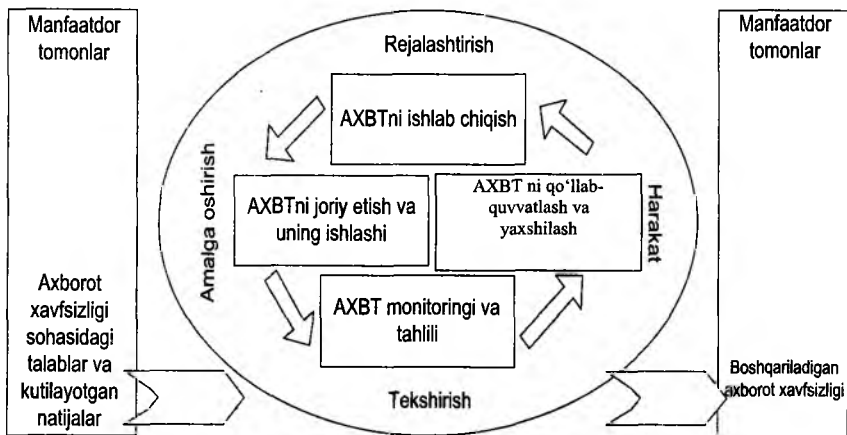 Manfaatdor
tomonlar
Axborot
xavfsizligi
sohasidagi
talablar va
kutilayotgan
natijalar
Rejalashtirish
AXBTni ishlab chiqish
Amalga oshirish
AXBTni joriy etish va
uning ishlashi
AXBT ni qo‘llab-
quvvatlash va
yaxshilash
Harakat
AXBT monitoringi va
tahlili
Tekshirish
Manfaatdor
tomonlar
Boshqariladigan
axborot xavfsizligi